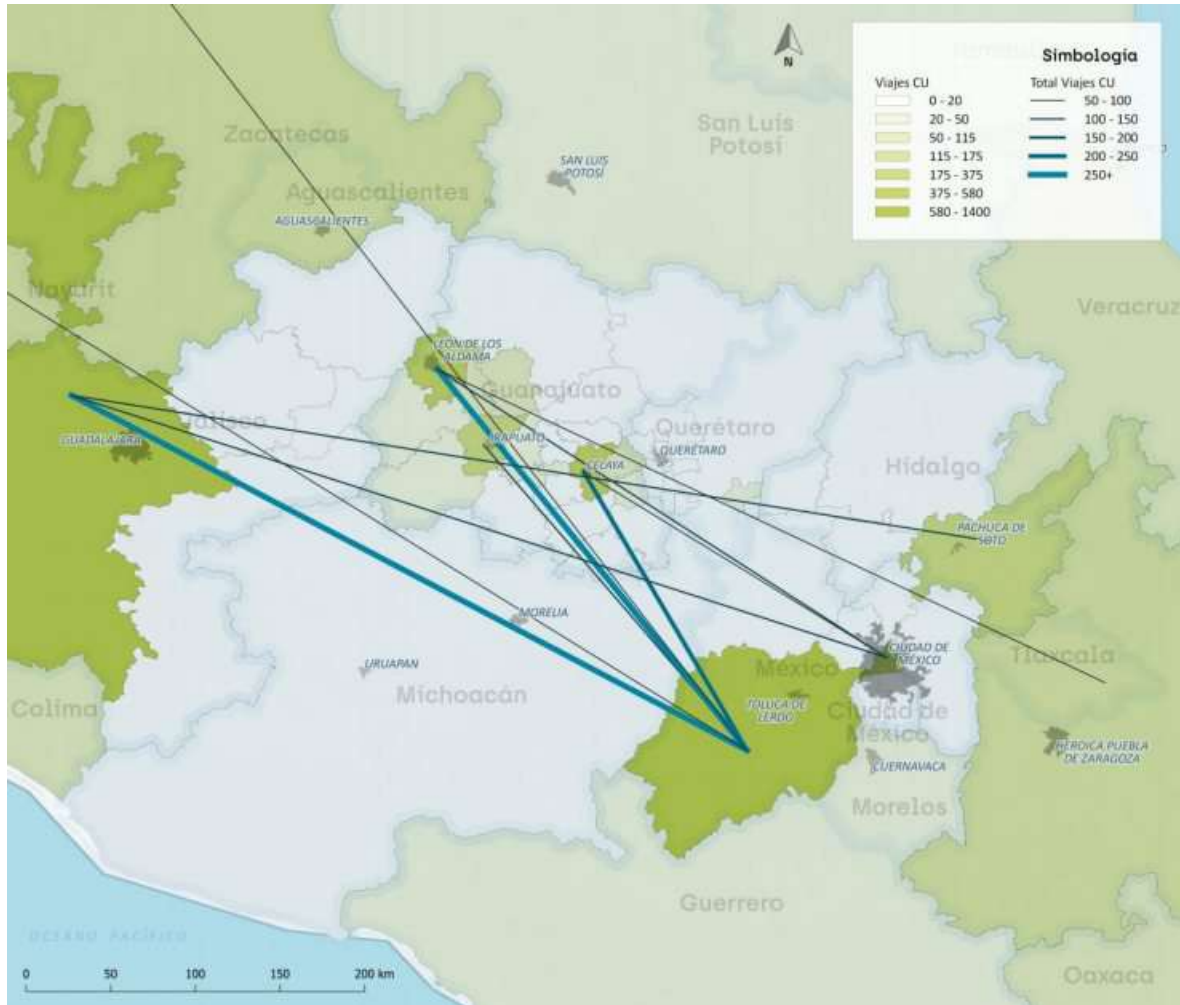 Simbología
Viajes CU
0 - 20
20 - 50
50 - 115
115 - 175
175 - 375
375 - 580
580 - 1400
Total Viajes CU
50 - 100
100 - 150
150 - 200
200 - 250
250+
N
Zacatecas
San Luís
Potosí
SAN LUIS
POTOSÍ
Aguascalientes
AGUASCALIENTES
Nayarit
Veracruz
LEÓN DE LOS
ALDAMA
Guanajuato
Jalisco
GUADALAJARA
IRAPUATO
Querétaro
QUERÉTARO
CELAYA
Hidalgo
PACHUCA DE
SOTO
MORELIA
URUAPAN
Michoacán
Colima
México
TOLUCA DE
LERDO
CIUDAD DE
MÉXICO
Ciudad de
México
Tlaxcala
HEROICA PUEBLA
DE ZARAGOZA
CUERNAVACA
Morelos
Guerrero
Oaxaca
OCEANO PACÍFICO
0 50 100 150 200 km